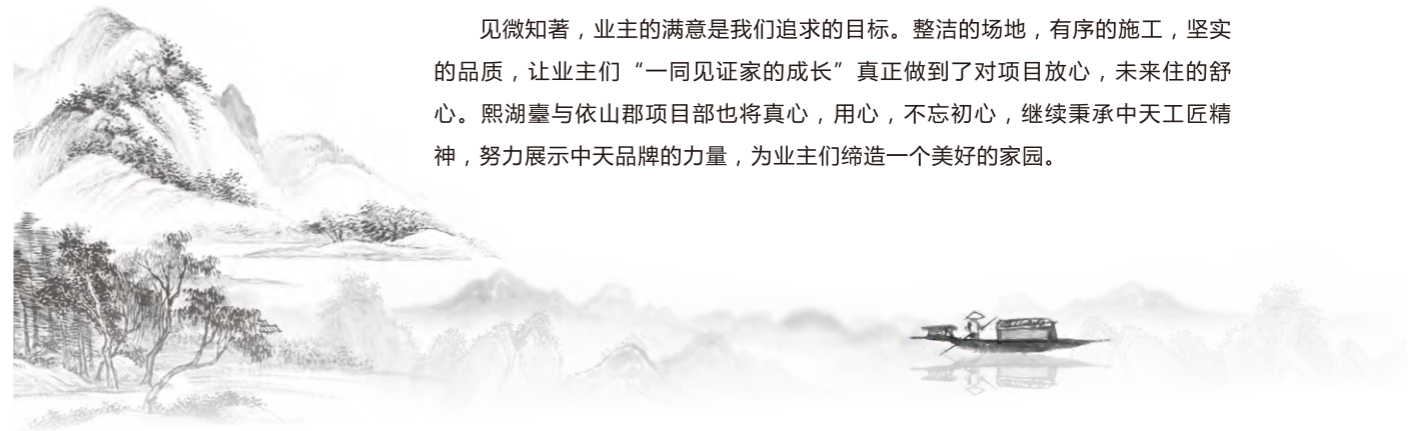 见微知著，业主的满意是我们追求的目标。整洁的场地，有序的施工，坚实
的品质，让业主们“一同见证家的成长”真正做到了对项目放心，未来住的舒
心。熙湖臺与依山郡项目部也将真心，用心，不忘初心，继续秉承中天工匠精
神，努力展示中天品牌的力量，为业主们缔造一个美好的家园。